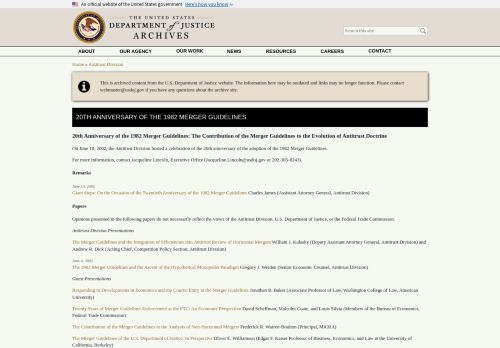 An official website of the United States government Here's how you know
THE UNITED STATES
DEPARTMENT of JUSTICE
ARCHIVES
Search this site
ABOUT OUR AGENCY OUR WORK NEWS RESOURCES CAREERS CONTACT
Home » Antitrust Division
This is archived content from the U.S. Department of Justice website. The information here may be outdated and links may no longer function. Please contact
webmaster@usdoj.gov if you have any questions about the archive site.
20TH ANNIVERSARY OF THE 1982 MERGER GUIDELINES
20th Anniversary of the 1982 Merger Guidelines: The Contribution of the Merger Guidelines to the Evolution of Antitrust Doctrine
On June 10, 2002, the Antitrust Division hosted a celebration of the 20th anniversary of the adoption of the 1982 Merger Guidelines.
For more information, contact Jacqueline Lincoln, Executive Office (Jacqueline.Lincoln@usdoj.gov or 202-305-8243).
Remarks
June 10, 2002
Giant Steps: On the Occasion of the Twentieth Anniversary of the 1982 Merger Guidelines Charles James (Assistant Attorney General, Antitrust Division)
Papers
Opinions presented in the following papers do not necessarily reflect the views of the Antitrust Division, U.S. Department of Justice, or the Federal Trade Commission.
Antitrust Division Presentations
The Merger Guidelines and the Integration of Efficiencies into Antitrust Review of Horizontal Mergers William J. Kolasky (Deputy Assistant Attorney General, Antitrust Division) and
Andrew R. Dick (Acting Chief, Competition Policy Section, Antitrust Division)
June 4, 2002
The 1982 Merger Guidelines and the Ascent of the Hypothetical Monopolist Paradigm Gregory J. Werden (Senior Economic Counsel, Antitrust Division)
Guest Presentations
Responding to Developments in Economics and the Courts: Entry in the Merger Guidelines Jonathan B. Baker (Associate Professor of Law, Washington College of Law, American
University)
Twenty Years of Merger Guidelines Enforcement at the FTC: An Economic Perspective David Scheffman, Malcolm Coate, and Louis Silvia (Members of the Bureau of Economics,
Federal Trade Commission)
The Contribution of the Merger Guidelines to the Analysis of Non-Horizontal Mergers Frederick R. Warren-Boulton (Principal, MiCRA)
The Merger Guidelines of the U.S. Department of Justice; In Perspective Oliver E. Williamson (Edgar F. Kaiser Professor of Business, Economics, and Law at the University of
California, Berkeley)